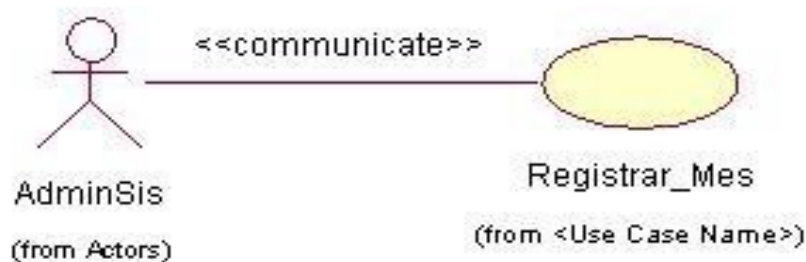 <<communicate>>
AdminSis
(from Actors)
Registrar_Mes
(from <Use Case Name>)